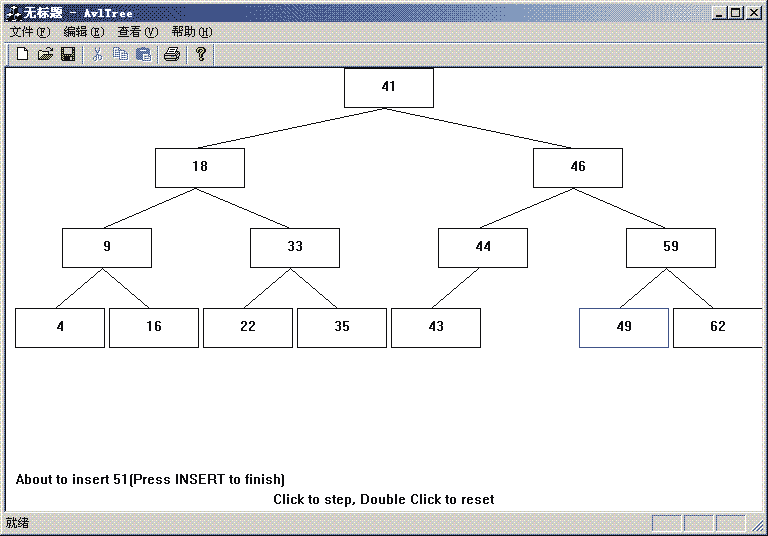 无标题 - AvlTree
文件(F) 编辑(E) 查看(V) 帮助(H)
41
18 46
9 33 44 59
4 16 22 35 43 49 62
About to insert 51(Press INSERT to finish)
Click to step, Double Click to reset
就绪